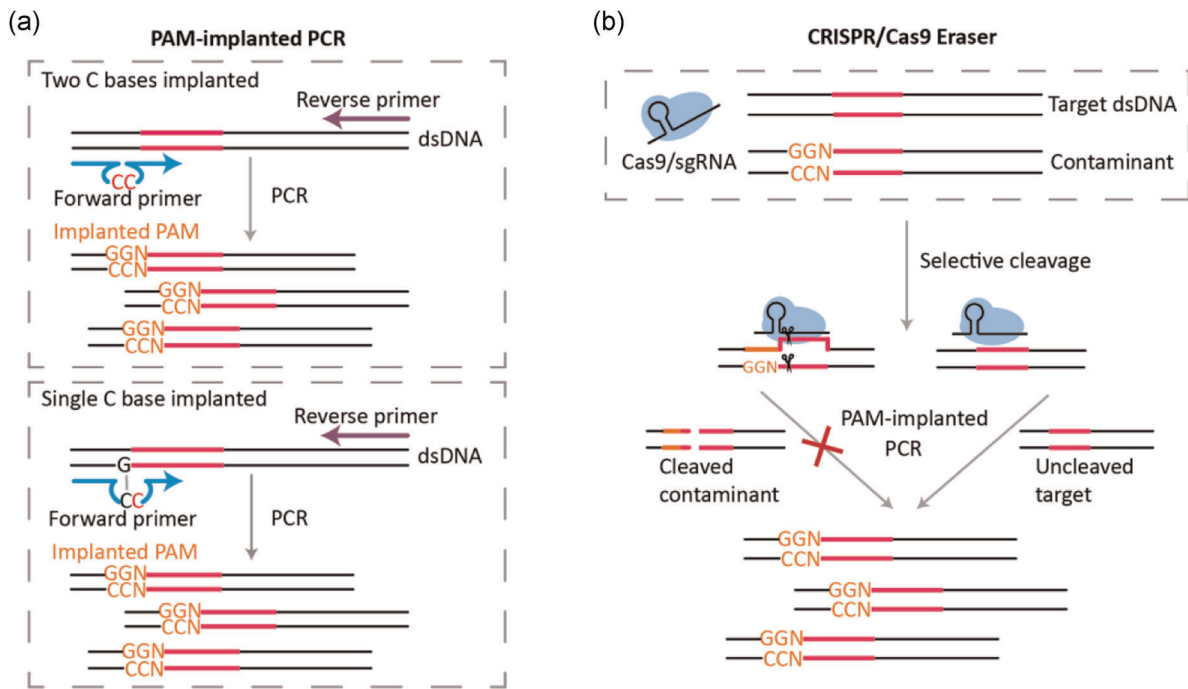 (a)
PAM-implanted PCR
Two C bases implanted
Reverse primer
dsDNA
CC
Forward primer
PCR
Implanted PAM
GGN
CCN
GGN
CCN
GGN
CCN
Single C base implanted
Reverse primer
dsDNA
G
CC
Forward primer
PCR
Implanted PAM
GGN
CCN
GGN
CCN
GGN
CCN
(b)
CRISPR/Cas9 Eraser
Target dsDNA
Cas9/sgRNA
GGN
CCN
Contaminant
Selective cleavage
GGN
PAM-implanted
PCR
Cleaved
contaminant
Uncleaved
target
GGN
CCN
GGN
CCN
GGN
CCN